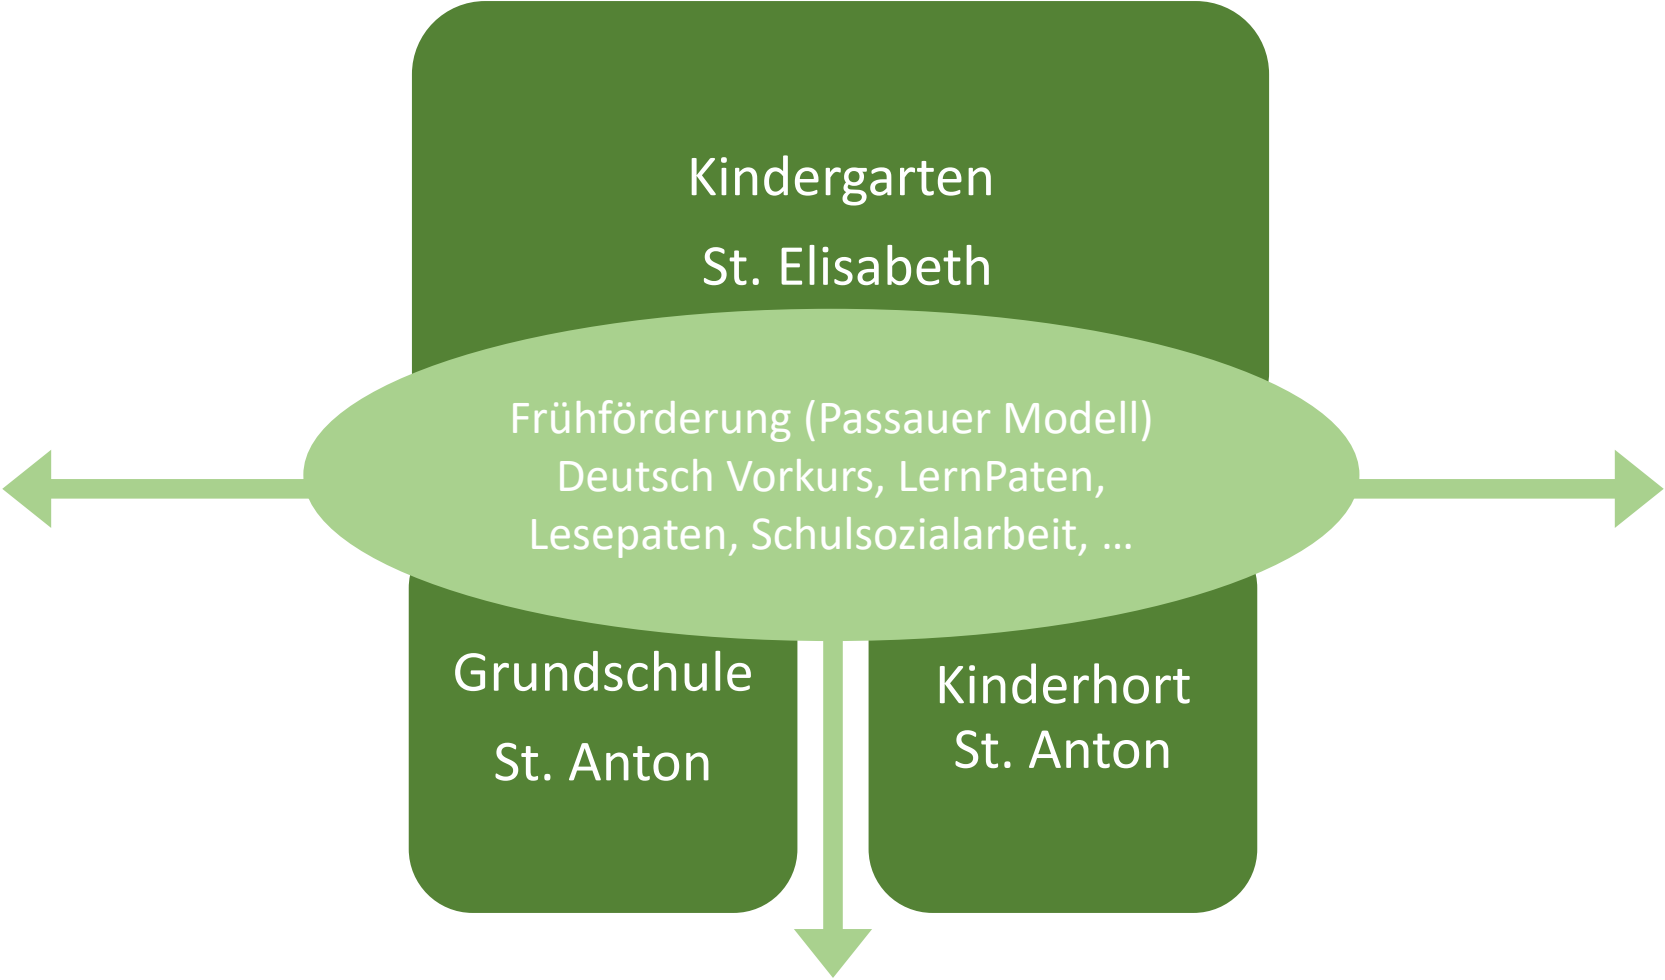 Kindergarten
St. Elisabeth
Frühförderung (Passauer Modell)
Deutsch Vorkurs, LernPaten,
Lesepaten, Schulsozialarbeit, ...
Grundschule
St. Anton
Kinderhort
St. Anton